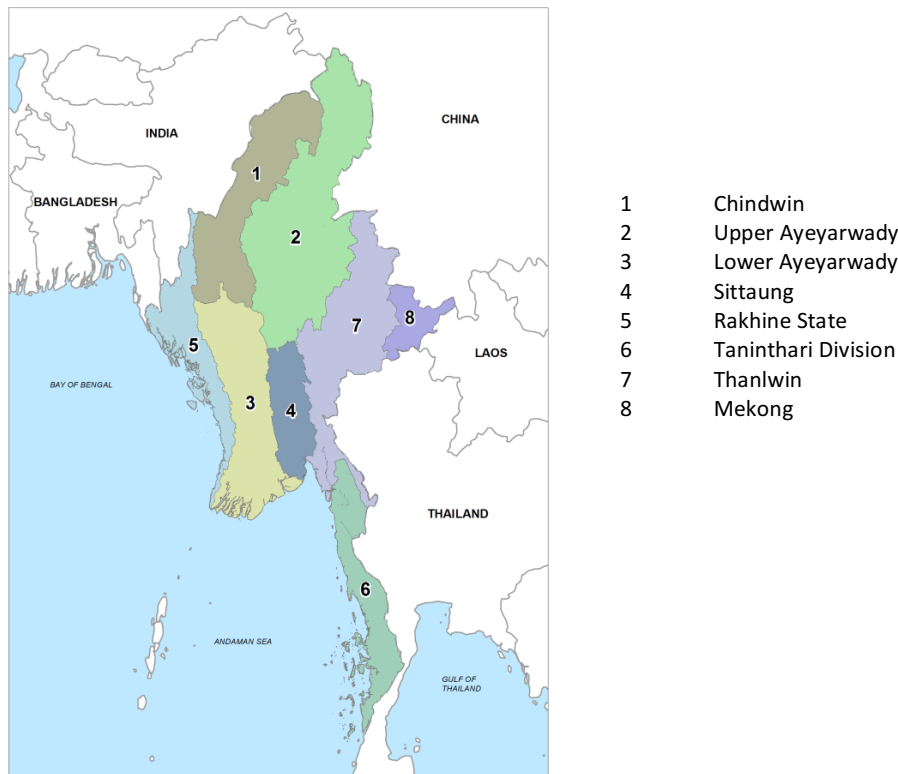 CHINA
INDIA
1
BANGLADESH
2
7
8
5
LAOS
BAY OF BENGAL
3
4
THAILAND
6
ANDAMAN SEA
GULF OF
THAILAND
1 Chindwin
2 Upper Ayeyarwady
3 Lower Ayeyarwady
4 Sittaung
5 Rakhine State
6 Taninthari Division
7 Thanlwin
8 Mekong